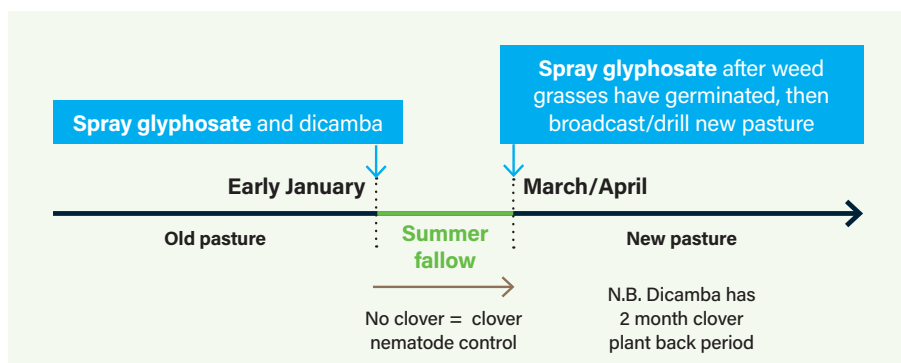 Spray glyphosate and dicamba
Spray glyphosate after weed
grasses have germinated, then
broadcast/drill new pasture
Early January
March/April
Old pasture
Summer
fallow
New pasture
No clover = clover
nematode control
N.B. Dicamba has
2 month clover
plant back period